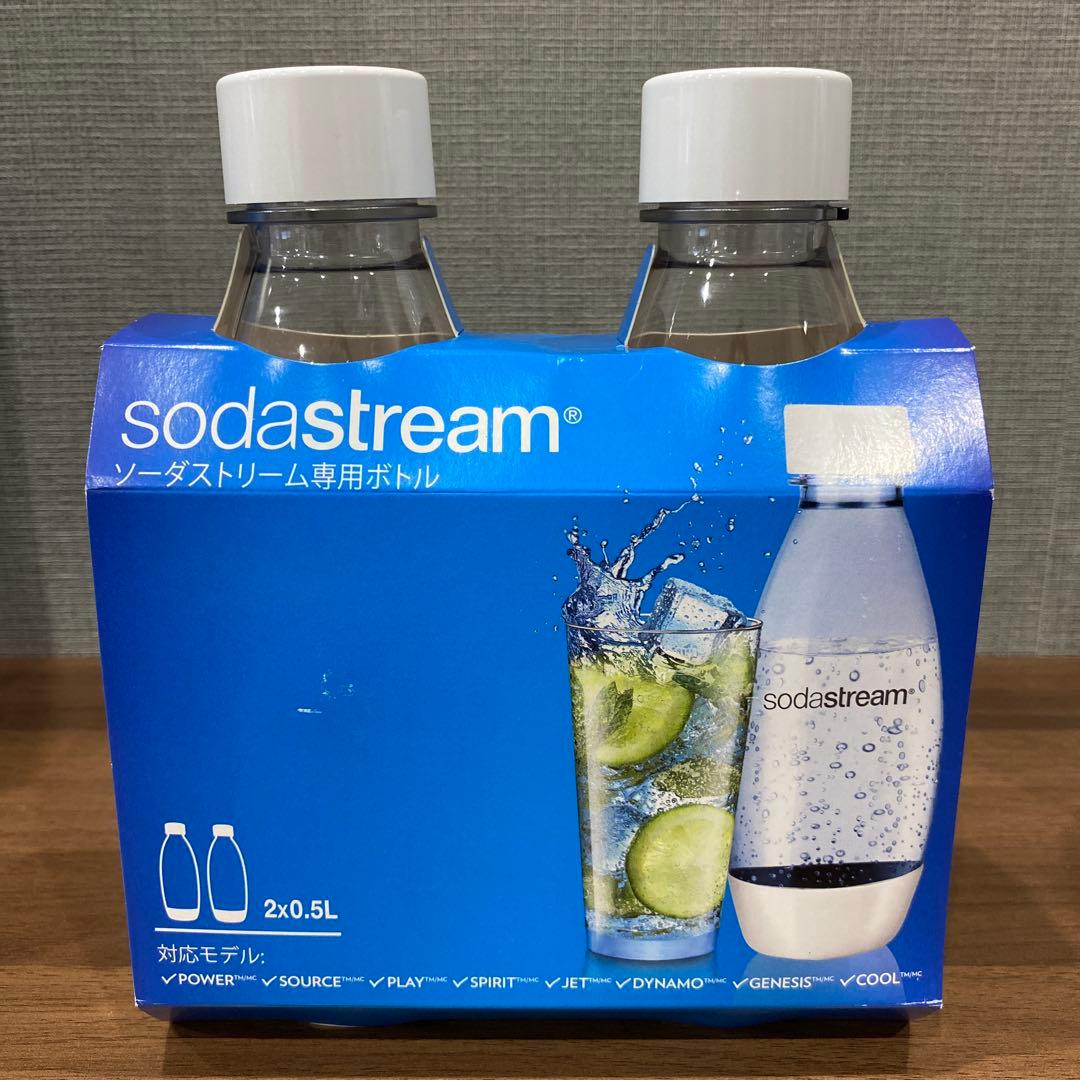 sodastream®
ソーダストリーム専用ボトル
sodastream®
2x0.5L
対応モデル:
✓POWER™/MC ✓SOURCE™/MC ✓PLAY™/MC ✓SPIRIT™/MC ✓JET™/MC ✓DYNAMO™/MC ✓GENESIS™/MC ✓COOL™/MC